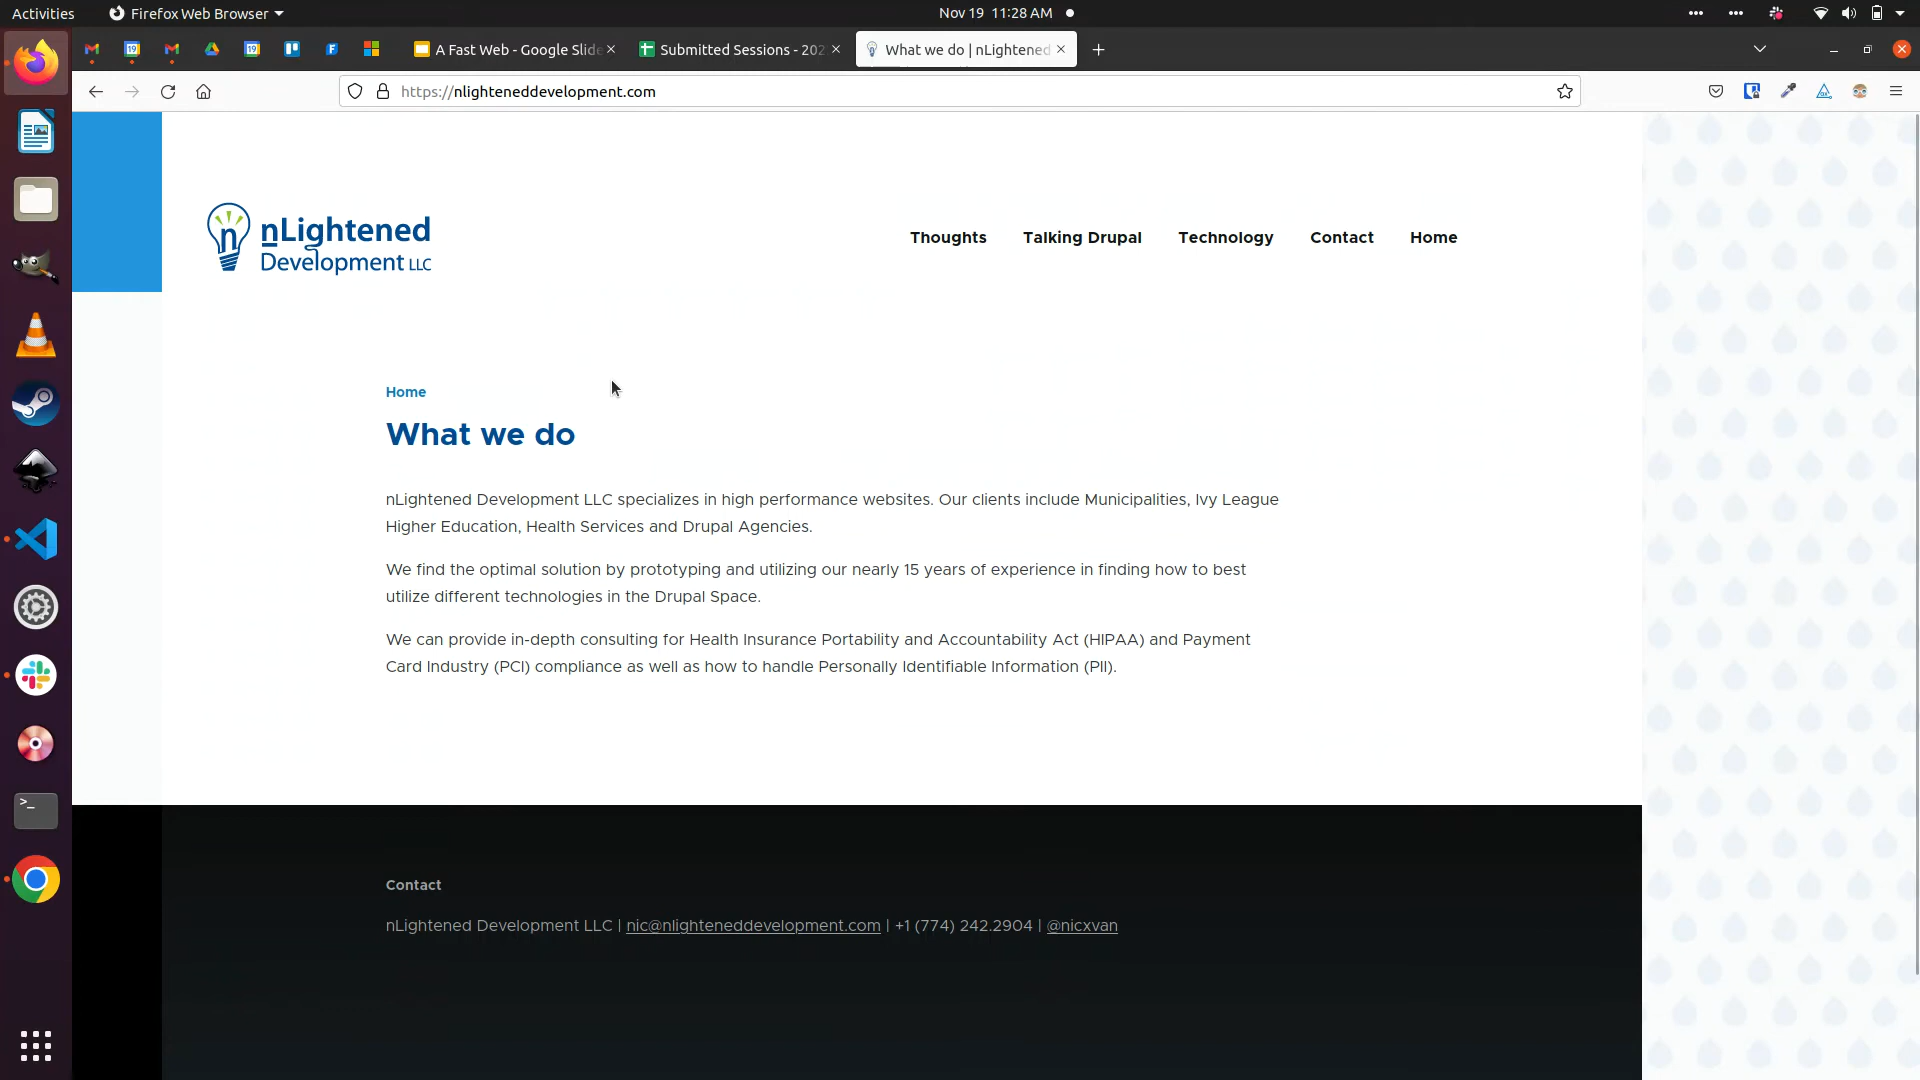 Activities
Firefox Web Browser
Nov 19 11:28 AM
A Fast Web - Google Slide
Submitted Sessions - 202
What we do | nLightened
https://nlighteneddevelopment.com
nLightened
Development LLC
Thoughts
Talking Drupal
Technology
Contact
Home
Home
What we do
nLightened Development LLC specializes in high performance websites. Our clients include Municipalities, Ivy League
Higher Education, Health Services and Drupal Agencies.
We find the optimal solution by prototyping and utilizing our nearly 15 years of experience in finding how to best
utilize different technologies in the Drupal Space.
We can provide in-depth consulting for Health Insurance Portability and Accountability Act (HIPAA) and Payment
Card Industry (PCI) compliance as well as how to handle Personally Identifiable Information (PII).
Contact
nLightened Development LLC | nic@nlighteneddevelopment.com | +1 (774) 242.2904 | @nicxvan